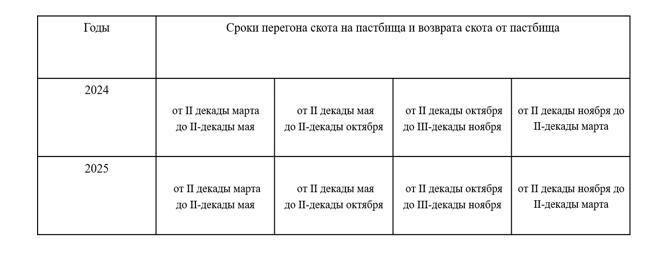 Годы
Сроки перегона скота на пастбища и возврата скота от пастбища
2024
от II декады марта
до II-декады мая
от II декады мая
до II-декады октября
от II декады октября
до III-декады ноября
от II декады ноября до
II-декады марта
2025
от II декады марта
до II-декады мая
от II декады мая
до II-декады октября
от II декады октября
до III-декады ноября
от II декады ноября до
II-декады марта